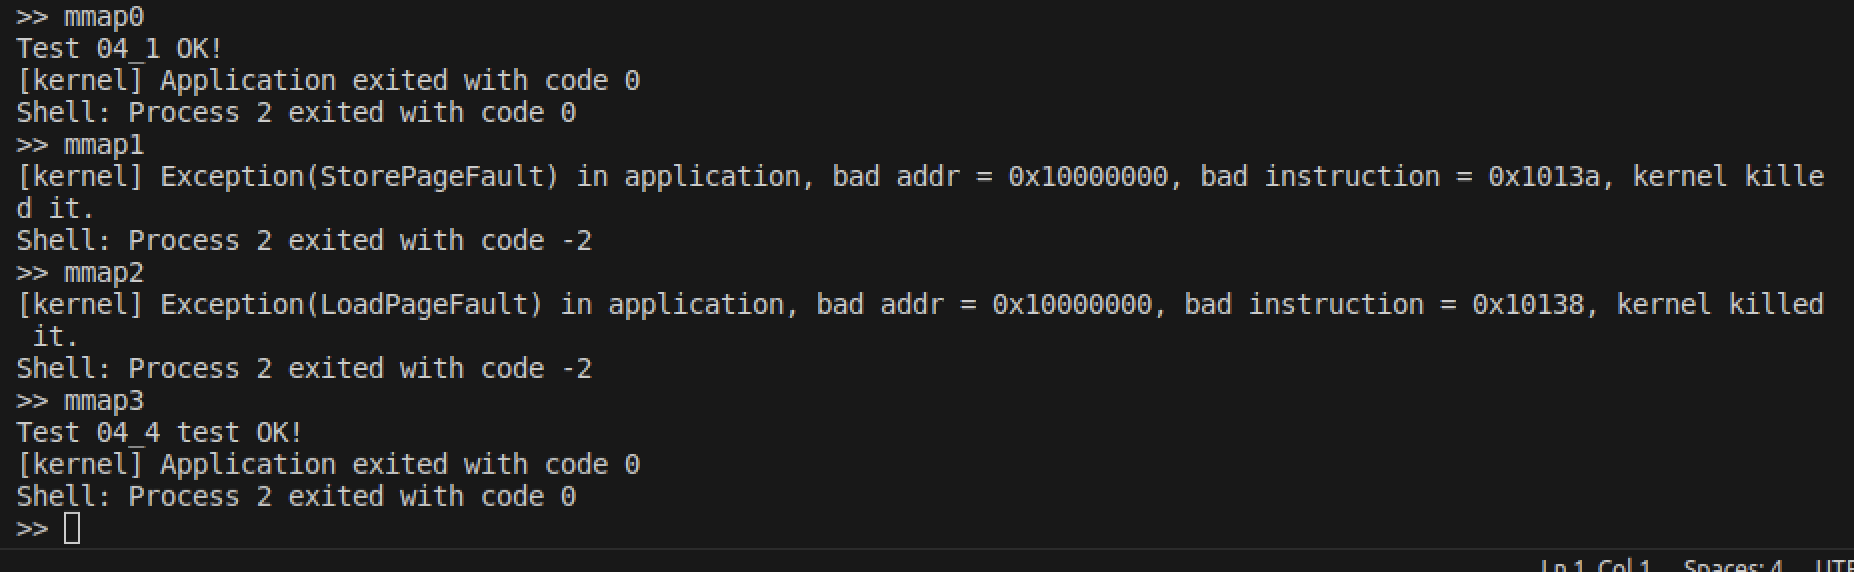 >> mmap0
Test 04_1 OK!
[kernel] Application exited with code 0
Shell: Process 2 exited with code 0
>> mmap1
[kernel] Exception(StorePageFault) in application, bad addr = 0x10000000, bad instruction = 0x1013a, kernel kille
d it.
Shell: Process 2 exited with code -2
>> mmap2
[kernel] Exception(LoadPageFault) in application, bad addr = 0x10000000, bad instruction = 0x10138, kernel killed
 it.
Shell: Process 2 exited with code -2
>> mmap3
Test 04_4 test OK!
[kernel] Application exited with code 0
Shell: Process 2 exited with code 0
>>
Ln 1, Col 1 Spaces: 4 UTF